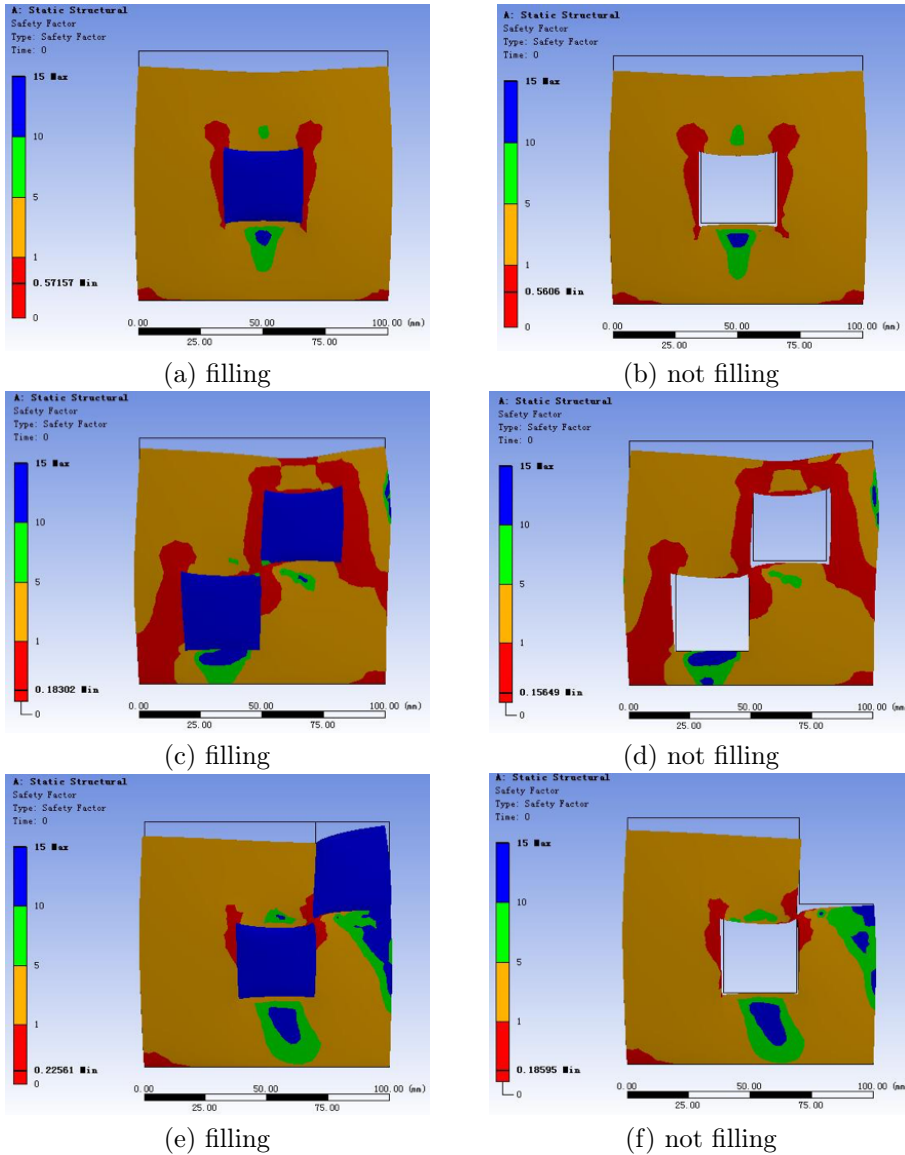 A: Static Structural
Safety Factor
Type: Safety Factor
Time: 0
15 Max
10
5
1
0.57157 Min
0
0.00 50.00 100.00 (mm)
25.00 75.00
(a) filling
A: Static Structural
Safety Factor
Type: Safety Factor
Time: 0
15 Max
10
5
1
0.5606 Min
0
0.00 50.00 100.00 (mm)
25.00 75.00
(b) not filling
A: Static Structural
Safety Factor
Type: Safety Factor
Time: 0
15 Max
10
5
1
0.18302 Min
0
0.00 50.00 100.00 (mm)
25.00 75.00
(c) filling
A: Static Structural
Safety Factor
Type: Safety Factor
Time: 0
15 Max
10
5
1
0.15649 Min
0
0.00 50.00 100.00 (mm)
25.00 75.00
(d) not filling
A: Static Structural
Safety Factor
Type: Safety Factor
Time: 0
15 Max
10
5
1
0.22561 Min
0
0.00 50.00 100.00 (mm)
25.00 75.00
(e) filling
A: Static Structural
Safety Factor
Type: Safety Factor
Time: 0
15 Max
10
5
1
0.18595 Min
0
0.00 50.00 100.00 (mm)
25.00 75.00
(f) not filling